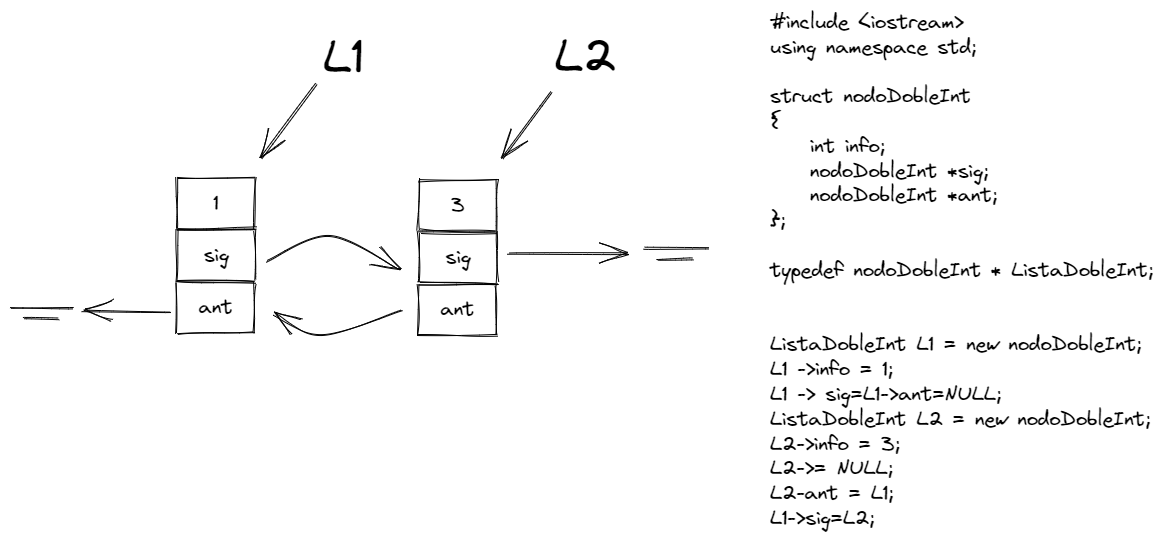 L1
L2
1
sig
ant
3
sig
ant
#include <iostream>
using namespace std;
struct nodoDobleInt
{
int info;
nodoDobleInt *sig;
nodoDobleInt *ant;
};
typedef nodoDobleInt * ListaDobleInt;
ListaDobleInt L1 = new nodoDobleInt;
L1 ->info = 1;
L1 -> sig=L1->ant=NULL;
ListaDobleInt L2 = new nodoDobleInt;
L2->info = 3;
L2->= NULL;
L2-ant = L1;
L1->sig=L2;